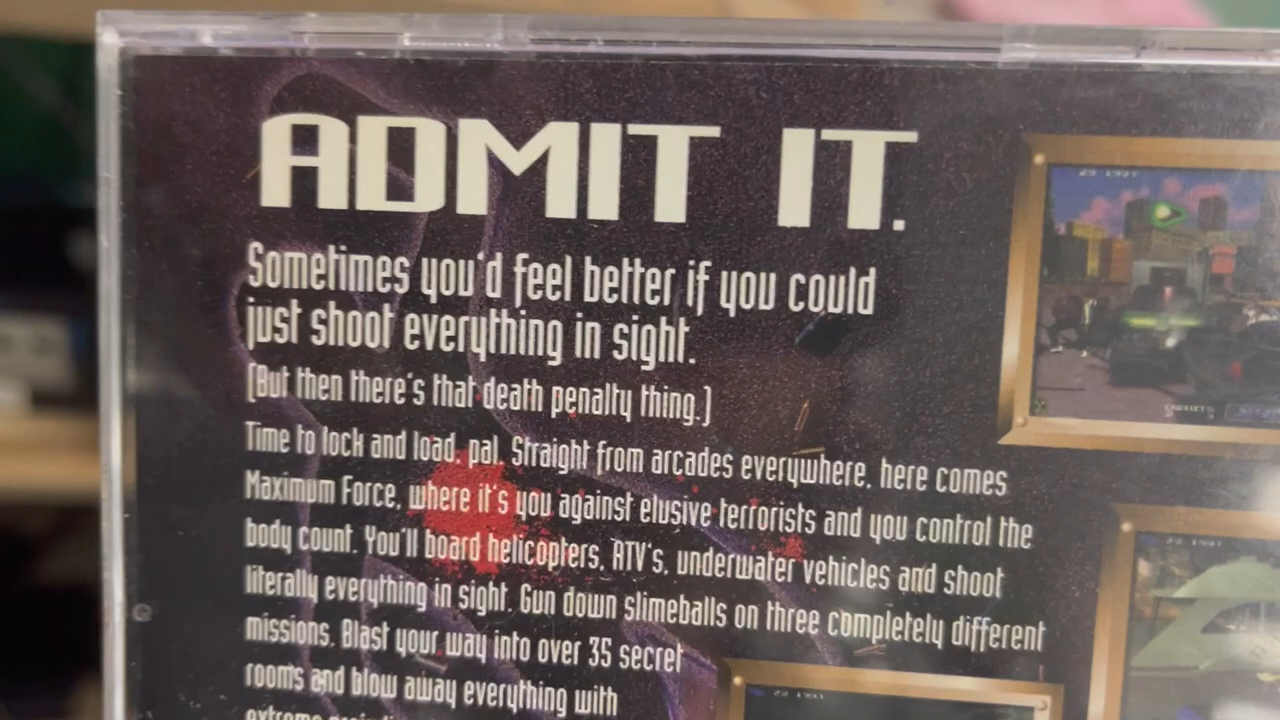 ADMIT IT.
Sometimes you'd feel better if you could
just shoot everything in sight.
(But then there's that death penalty thing.)
Time to lock and load, pal. Straight from arcades everywhere, here comes
Maximum Force, where it's you against elusive terrorists and you control the
body count. You'll board helicopters, ATV's, underwater vehicles and shoot
literally everything in sight. Gun down slimeballs on three completely different
missions. Blast your way into over 35 secret
rooms and blow away everything with
extreme